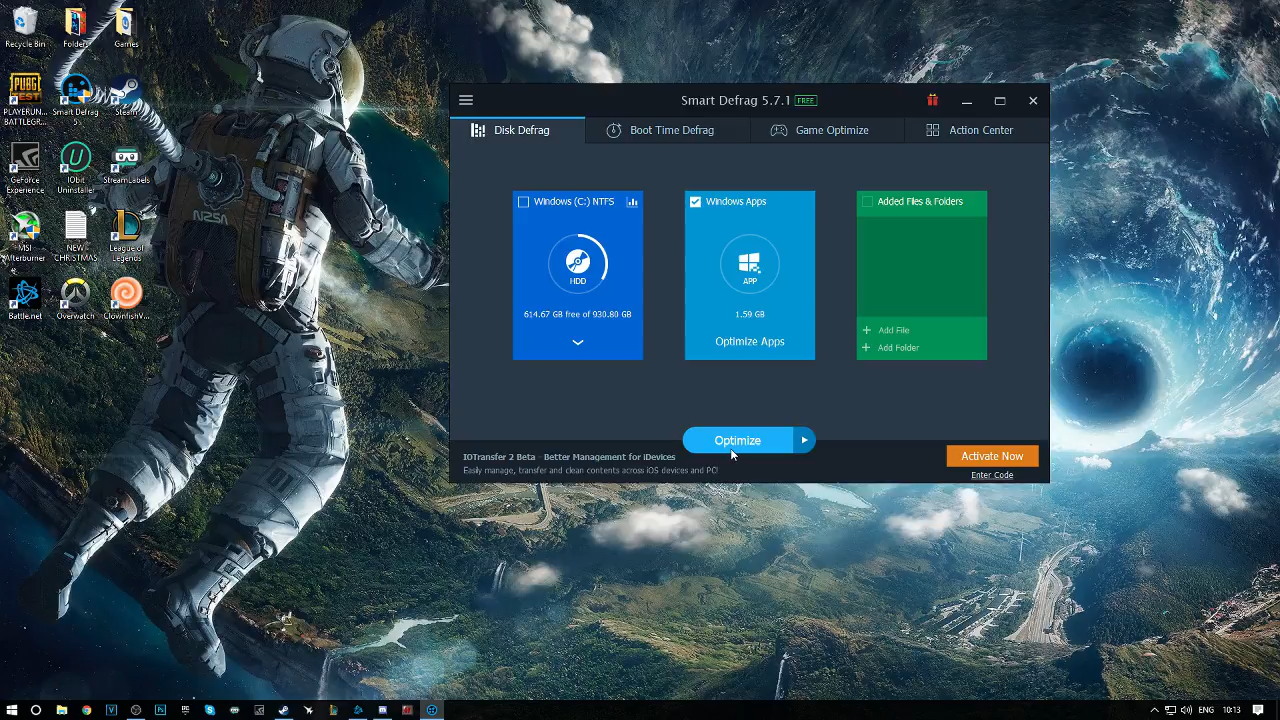 Recycle Bin
Folders
Games
PUBG
TEST
PLAYERUN...
BATTLEGR...
Smart Defrag
5
Steam
GeForce
Experience
IObit
Uninstaller
StreamLabels
MSI
Afterburner
NEW
CHRISTMAS
League of
Legends
Battle.net
Overwatch
ClownfishV...
NASA
Smart Defrag 5.7.1 FREE
Disk Defrag
Boot Time Defrag
Game Optimize
Action Center
Windows (C:) NTFS
HDD
614.67 GB free of 930.80 GB
Windows Apps
APP
1.59 GB
Optimize Apps
Added Files & Folders
+ Add File
+ Add Folder
Optimize
IOTransfer 2 Beta - Better Management for iDevices
Easily manage, transfer and clean contents across iOS devices and PC!
Activate Now
Enter Code
ENG
10:13